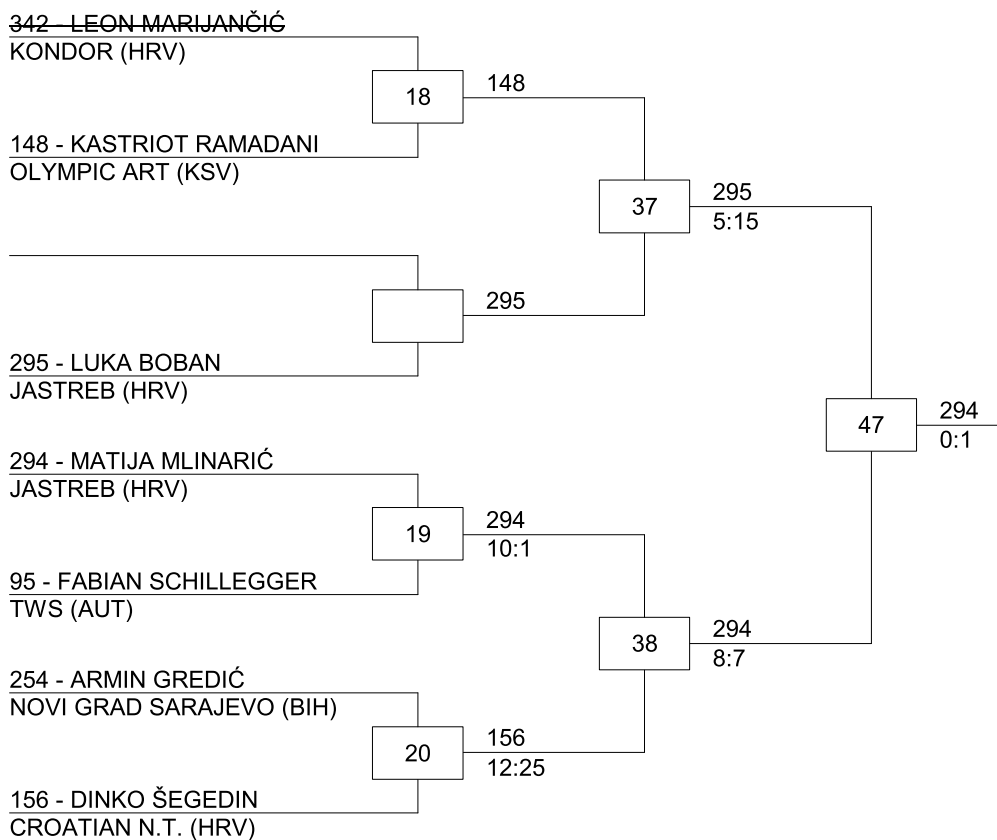 342 - LEON MARIJANČIĆ
KONDOR (HRV)
18
148
148 - KASTRIOT RAMADANI
OLYMPIC ART (KSV)
37
295
5:15
295
295 - LUKA BOBAN
JASTREB (HRV)
47
294
0:1
294 - MATIJA MLINARIĆ
JASTREB (HRV)
19
294
10:1
95 - FABIAN SCHILLEGGER
TWS (AUT)
38
294
8:7
254 - ARMIN GREDIĆ
NOVI GRAD SARAJEVO (BIH)
20
156
12:25
156 - DINKO ŠEGEDIN
CROATIAN N.T. (HRV)